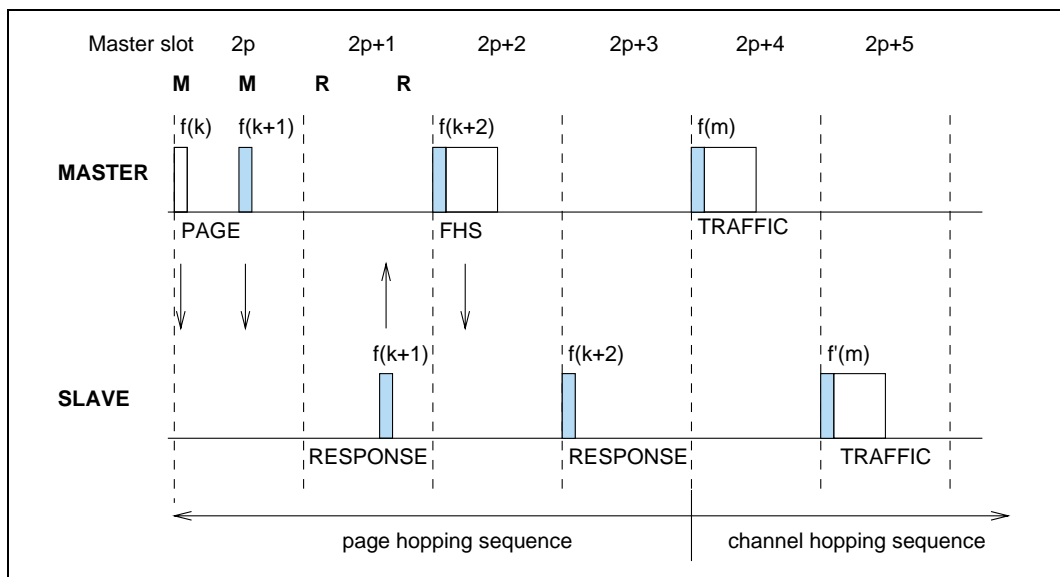 Master slot 2p 2p+1 2p+2 2p+3 2p+4 2p+5
M M R R
f(k) f(k+1) f(k+2) f(m)
MASTER
PAGE FHS TRAFFIC
f(k+1) f(k+2) f'(m)
SLAVE
RESPONSE RESPONSE TRAFFIC
page hopping sequence channel hopping sequence